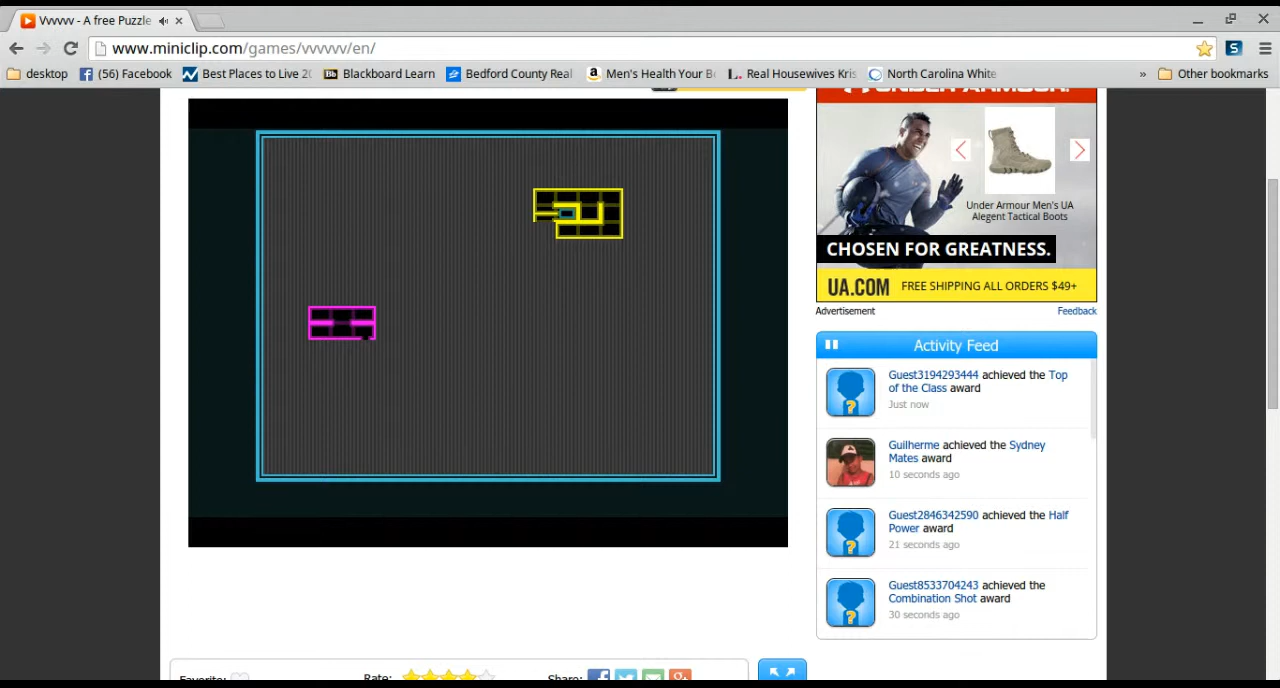 Vvvvvv - A free Puzzle
www.miniclip.com/games/vvvvvv/en/
desktop
(56) Facebook
Best Places to Live 20
Bb Blackboard Learn
Bedford County Real
Men's Health Your B
Real Housewives Kris
North Carolina White
» Other bookmarks
Under Armour Men's UA
Alegent Tactical Boots
CHOSEN FOR GREATNESS.
UA.COM FREE SHIPPING ALL ORDERS $49+
Advertisement
Feedback
Activity Feed
Guest3194293444 achieved the Top
of the Class award
Just now
Guilherme achieved the Sydney
Mates award
10 seconds ago
Guest2846342590 achieved the Half
Power award
21 seconds ago
Guest8533704243 achieved the
Combination Shot award
30 seconds ago
Favorite:
Rate:
Share: